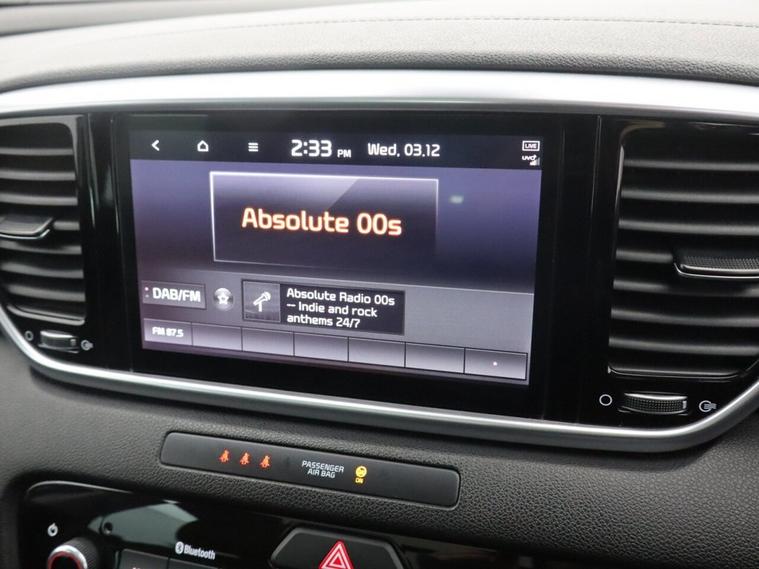 2:33 PM Wed, 03.12
LIVE
UVO
Absolute 00s
DAB/FM
Absolute Radio 00s
-- Indie and rock
anthems 24/7
FM 87.5
PASSENGER
AIR BAG
ON
Bluetooth